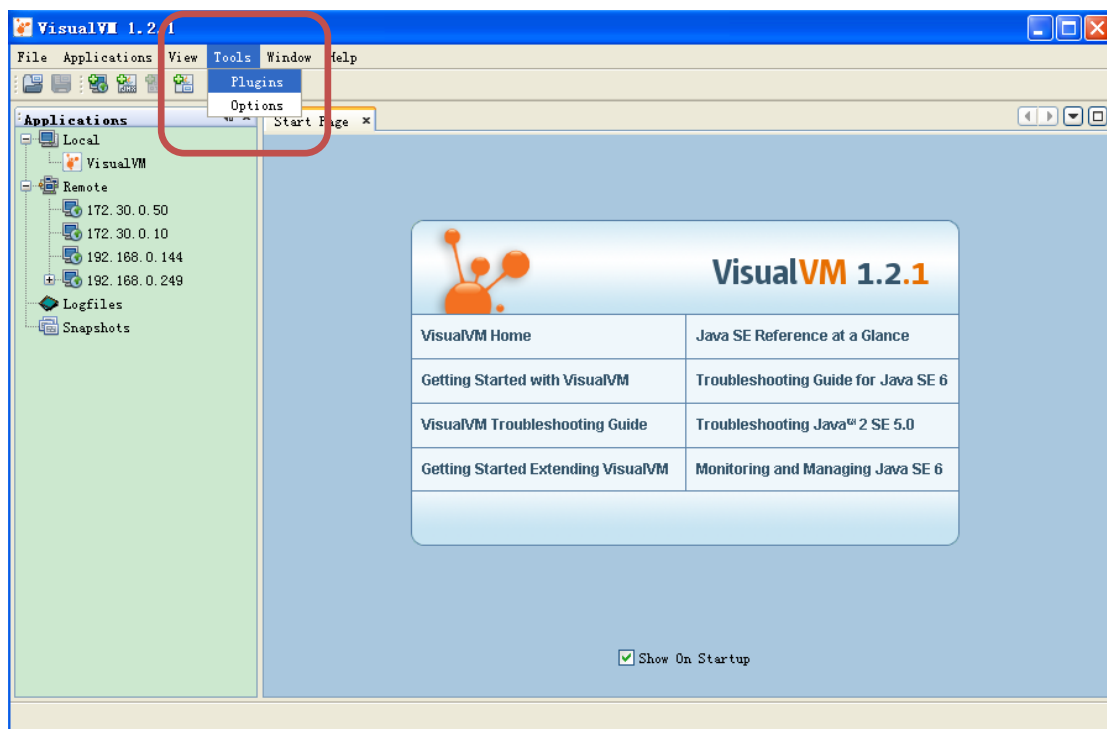 VisualVM 1.2.1
File Applications View Tools Window Help
Plugins
Options
Applications
Start Page
Local
VisualVM
Remote
172.30.0.50
172.30.0.10
192.168.0.144
192.168.0.249
Logfiles
Snapshots
VisualVM 1.2.1
VisualVM Home
Java SE Reference at a Glance
Getting Started with VisualVM
Troubleshooting Guide for Java SE 6
VisualVM Troubleshooting Guide
Troubleshooting Java™ 2 SE 5.0
Getting Started Extending VisualVM
Monitoring and Managing Java SE 6
Show On Startup